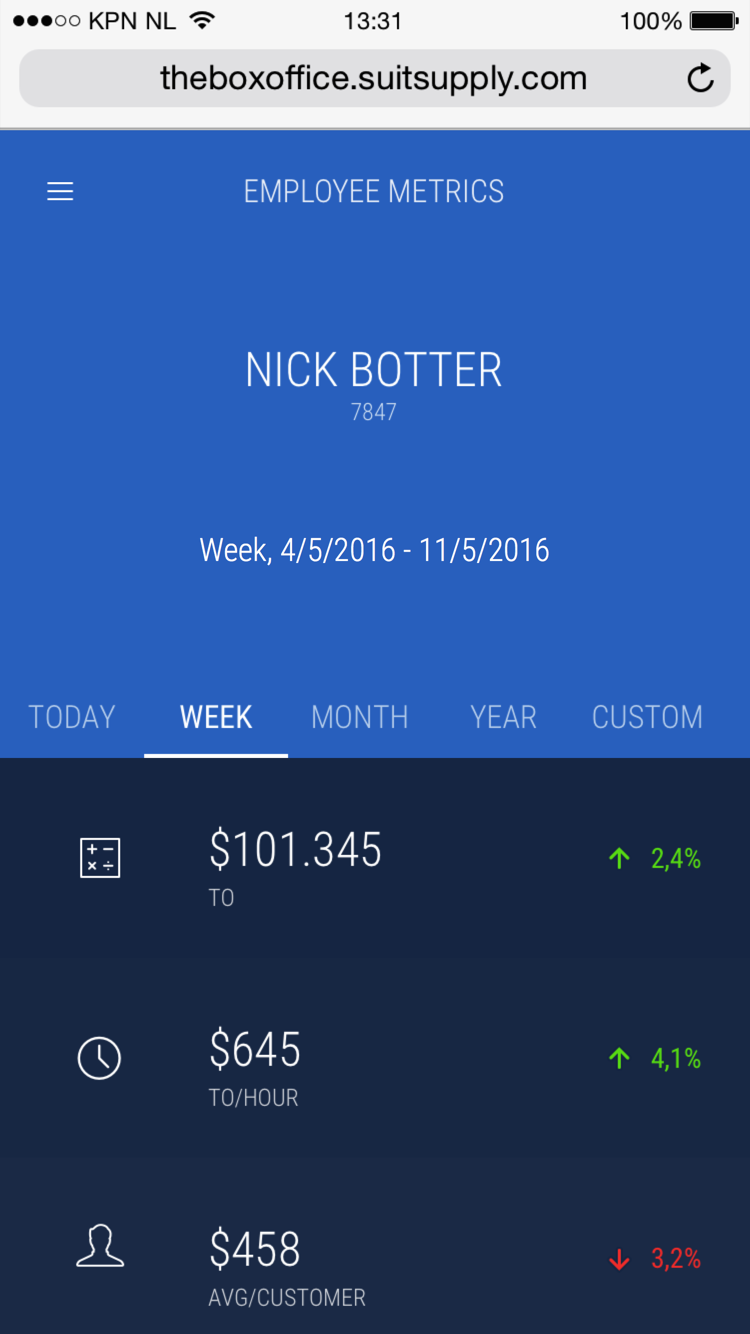 KPN NL 13:31 100%
theboxoffice.suitsupply.com
EMPLOYEE METRICS
NICK BOTTER
7847
Week, 4/5/2016 - 11/5/2016
TODAY WEEK MONTH YEAR CUSTOM
$101.345 2,4%
TO
$645 4,1%
TO/HOUR
$458 3,2%
AVG/CUSTOMER